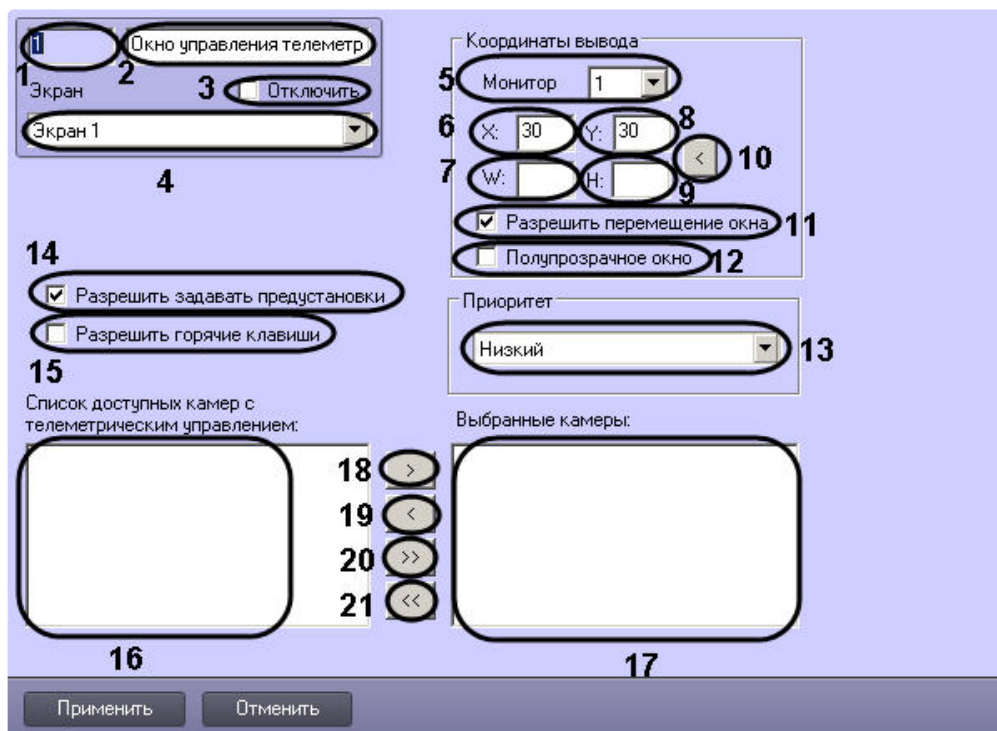 1 Окно управления телеметр
1 2
Экран 3 Отключить
Экран 1
4
Координаты вывода
5 Монитор 1
6 X: 30 Y: 30 8
7 W: H: 9 < 10
Разрешить перемещение окна 11
Полупрозрачное окно 12
14
Разрешить задавать предустановки
Разрешить горячие клавиши
15
Приоритет
Низкий 13
Список доступных камер с
телеметрическим управлением:
Выбранные камеры:
18 >
19 <
20 >>
21 <<
16
17
Применить Отменить